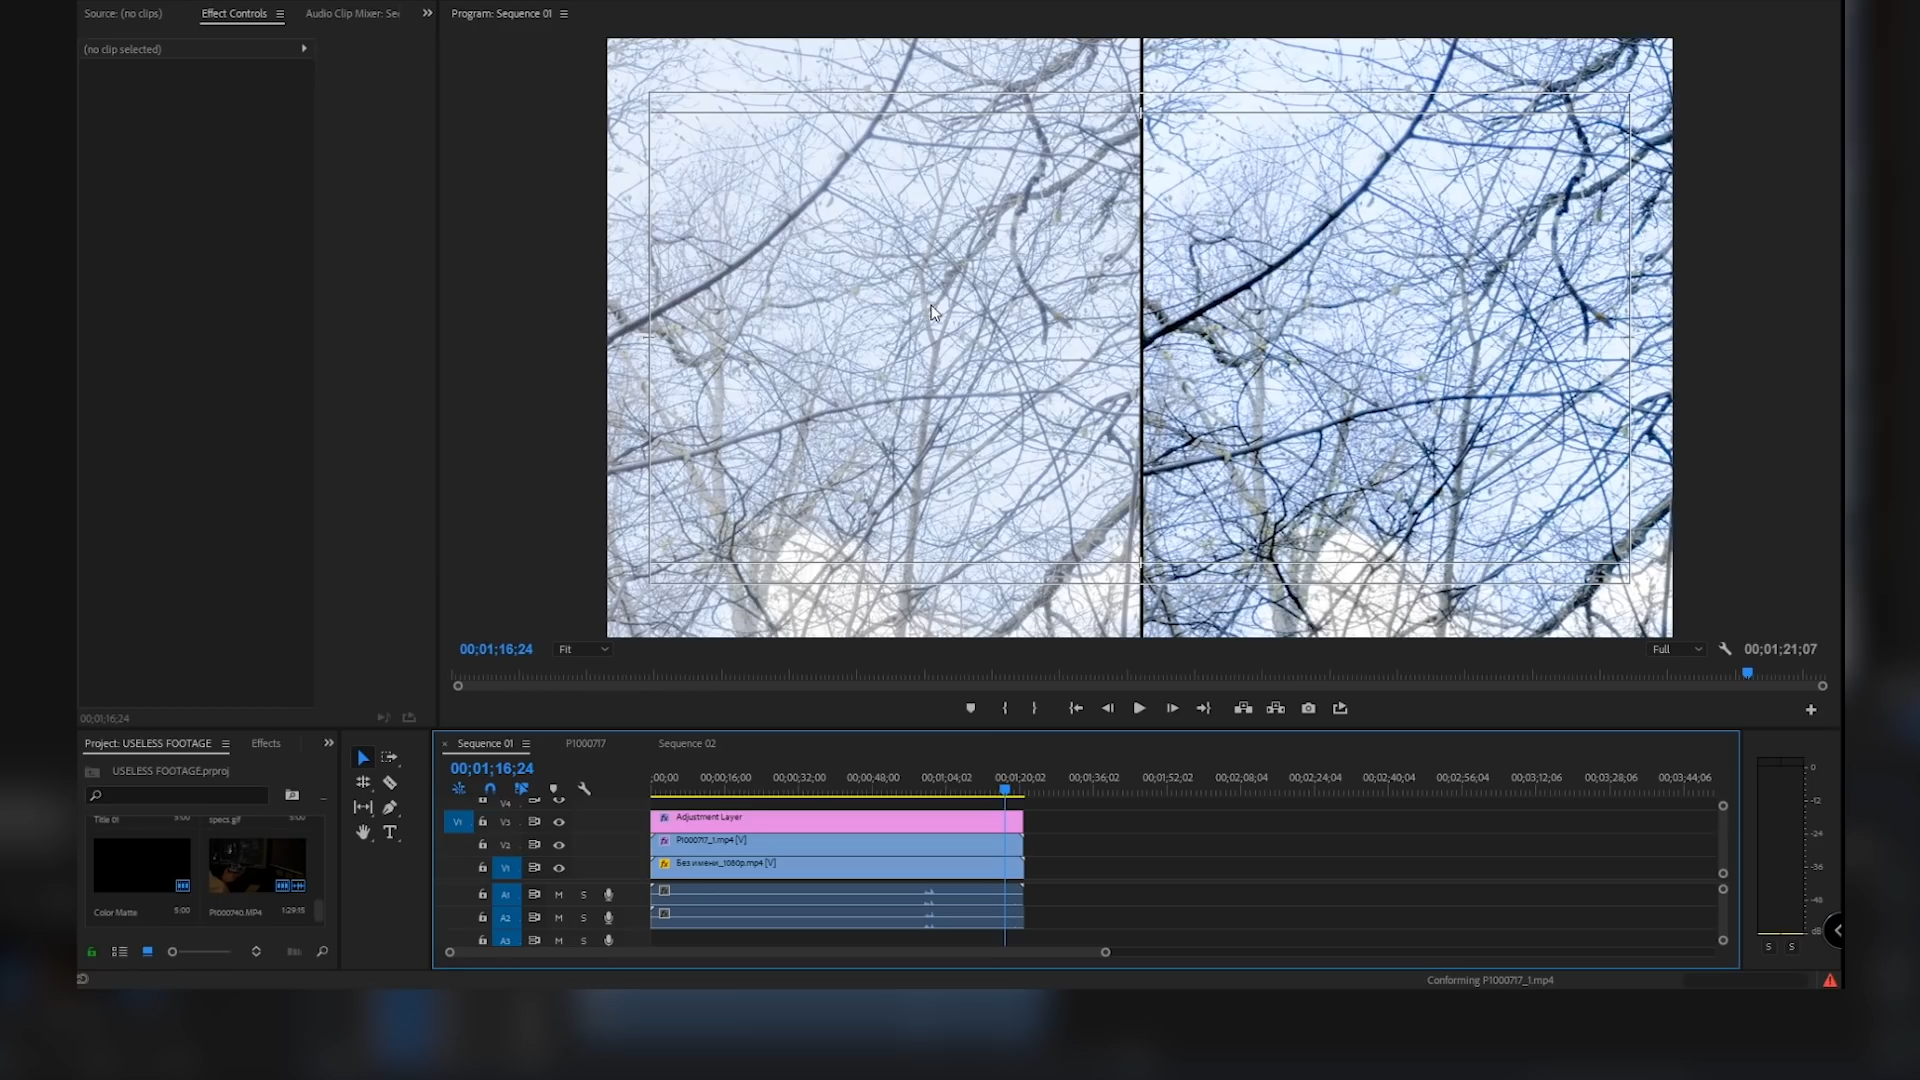 Source: (no clips)
Effect Controls
Audio Clip Mixer: Se
Program: Sequence 01
(no clip selected)
00;01;16;24
Fit
Full
00;01;21;07
00;01;16;24
Project: USELESS FOOTAGE
Effects
USELESS FOOTAGE.prproj
Title 01
5:00
specs.gif
5:00
Color Matte
5:00
P1000740.MP4
1:29:15
Sequence 01
P1000717
Sequence 02
00;01;16;24
;00;00
00;00;16;00
00;00;32;00
00;00;48;00
00;01;04;02
00;01;20;02
00;01;36;02
00;01;52;02
00;02;08;04
00;02;24;04
00;02;40;04
00;02;56;04
00;03;12;06
00;03;28;06
00;03;44;06
V4
V1
V3
fx Adjustment Layer
V2
fx P1000717_1.mp4 [V]
V1
fx Без имени_1080p.mp4 [V]
A1
M
S
A2
M
S
A3
M
S
0
-12
-24
-36
-48
dB
S
S
Conforming P1000717_1.mp4